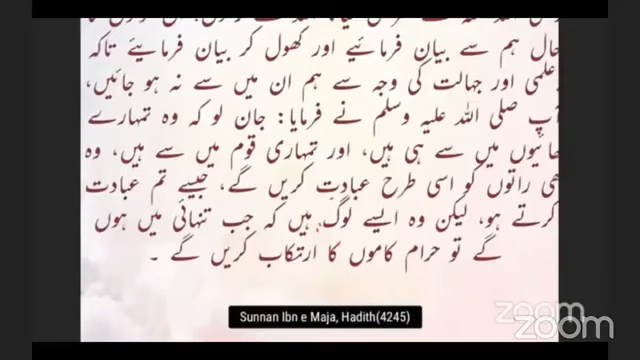 حال ہم سے بیان فرمائیے اور کھول کر بیان فرمایئے تاکہ
علمی اور جہالت کی وجہ سے ہم ان میں سے نہ ہو جائیں،
آپ صلی اللہ علیہ وسلم نے فرمایا: جان لو کہ وہ تمہارے
بھائیوں میں سے ہی ہیں، اور تمہاری قوم میں سے ہیں، وہ
بھی راتوں کو اسی طرح عبادت کریں گے، جیسے تم عبادت
کرتے ہو، لیکن وہ ایسے لوگ ہیں کہ جب تنہائی میں ہوں
گے تو حرام کاموں کا ارتکاب کریں گے ۔
Sunnan Ibn e Maja, Hadith(4245)
zoom
zoom